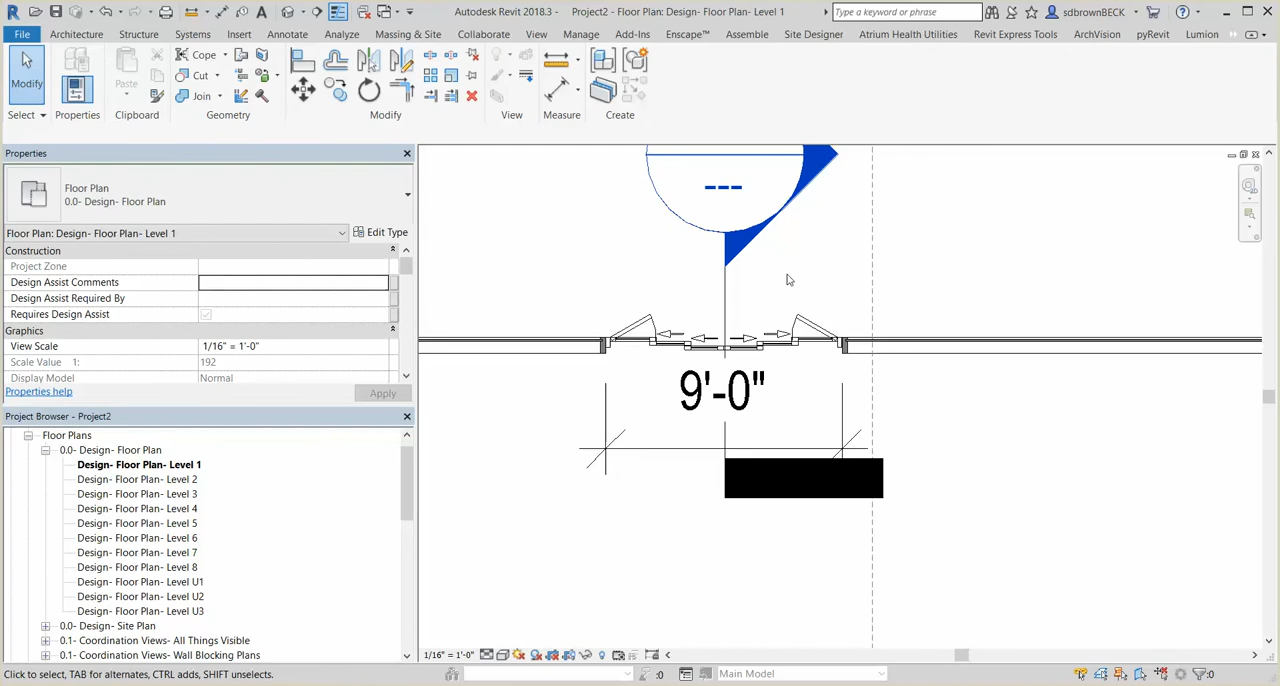 Autodesk Revit 2018.3 - Project2 - Floor Plan: Design- Floor Plan- Level 1
Type a keyword or phrase
sdbrownBECK
File Architecture Structure Systems Insert Annotate Analyze Massing & Site Collaborate View Manage Add-Ins Enscape™ Assemble Site Designer Atrium Health Utilities Revit Express Tools ArchVision pyRevit Lumion
Modify
Paste
Cope
Cut
Join
Select Properties Clipboard Geometry Modify View Measure Create
Properties
Floor Plan
0.0- Design- Floor Plan
Floor Plan: Design- Floor Plan- Level 1
Edit Type
Construction
Project Zone
Design Assist Comments
Design Assist Required By
Requires Design Assist
Graphics
View Scale 1/16" = 1'-0"
Scale Value 1: 192
Display Model Normal
Properties help
Apply
Project Browser - Project2
Floor Plans
0.0- Design- Floor Plan
Design- Floor Plan- Level 1
Design- Floor Plan- Level 2
Design- Floor Plan- Level 3
Design- Floor Plan- Level 4
Design- Floor Plan- Level 5
Design- Floor Plan- Level 6
Design- Floor Plan- Level 7
Design- Floor Plan- Level 8
Design- Floor Plan- Level U1
Design- Floor Plan- Level U2
Design- Floor Plan- Level U3
0.0- Design- Site Plan
0.1- Coordination Views- All Things Visible
0.1- Coordination Views- Wall Blocking Plans
---
9'-0"
1/16" = 1'-0"
Click to select, TAB for alternates, CTRL adds, SHIFT unselects.
:0
Main Model
:0